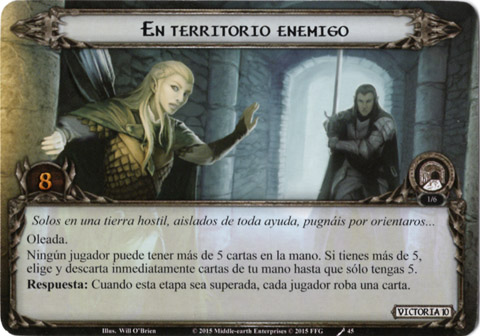 En territorio enemigo
8
1/6
Solos en una tierra hostil, aislados de toda ayuda, pugnáis por orientaros...
Oleada.
Ningún jugador puede tener más de 5 cartas en la mano. Si tienes más de 5,
elige y descarta inmediatamente cartas de tu mano hasta que sólo tengas 5.
Respuesta: Cuando esta etapa sea superada, cada jugador roba una carta.
Victoria 10
Illus. Will O'Brien © 2015 Middle-earth Enterprises © 2015 FFG 45